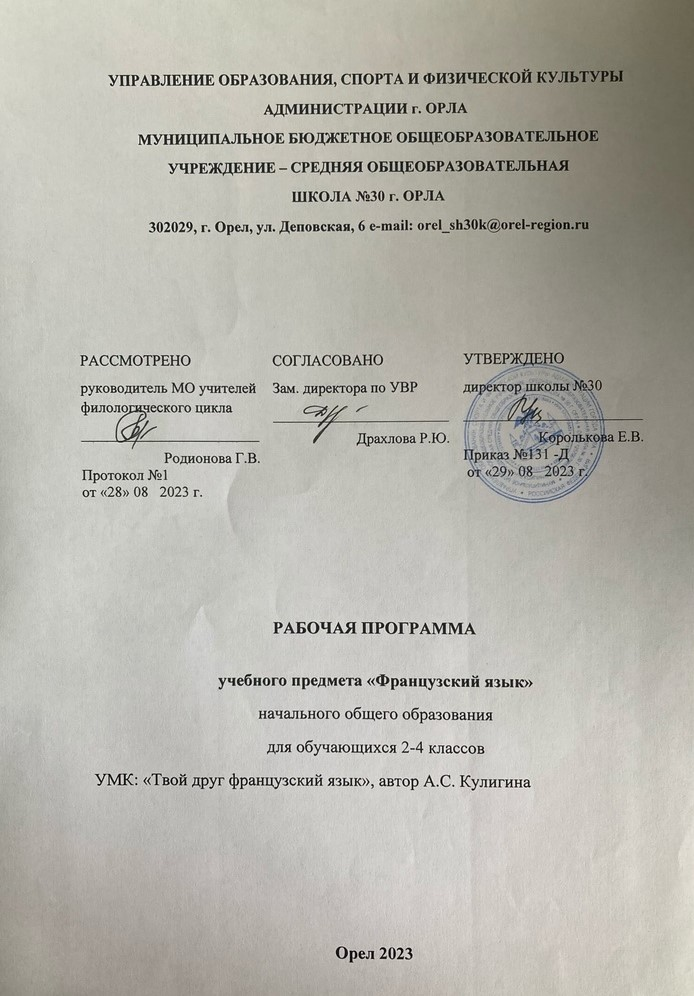 УПРАВЛЕНИЕ ОБРАЗОВАНИЯ, СПОРТА И ФИЗИЧЕСКОЙ КУЛЬТУРЫ
АДМИНИСТРАЦИИ г. ОРЛА
МУНИЦИПАЛЬНОЕ БЮДЖЕТНОЕ ОБЩЕОБРАЗОВАТЕЛЬНОЕ
УЧРЕЖДЕНИЕ – СРЕДНЯЯ ОБЩЕОБРАЗОВАТЕЛЬНАЯ
ШКОЛА №30 г. ОРЛА
302029, г. Орел, ул. Деповская, 6 e-mail: orel_sh30k@orel-region.ru
РАССМОТРЕНО
руководитель МО учителей
филологического цикла
Родионова Г.В.
Протокол №1
от «28» 08 2023 г.
СОГЛАСОВАНО
Зам. директора по УВР
Драхлова Р.Ю.
УТВЕРЖДЕНО
директор школы №30
Королькова Е.В.
Приказ №131 -Д
от «29» 08 2023 г.
РАБОЧАЯ ПРОГРАММА
учебного предмета «Французский язык»
начального общего образования
для обучающихся 2-4 классов
УМК: «Твой друг французский язык», автор А.С. Кулигина
Орел 2023